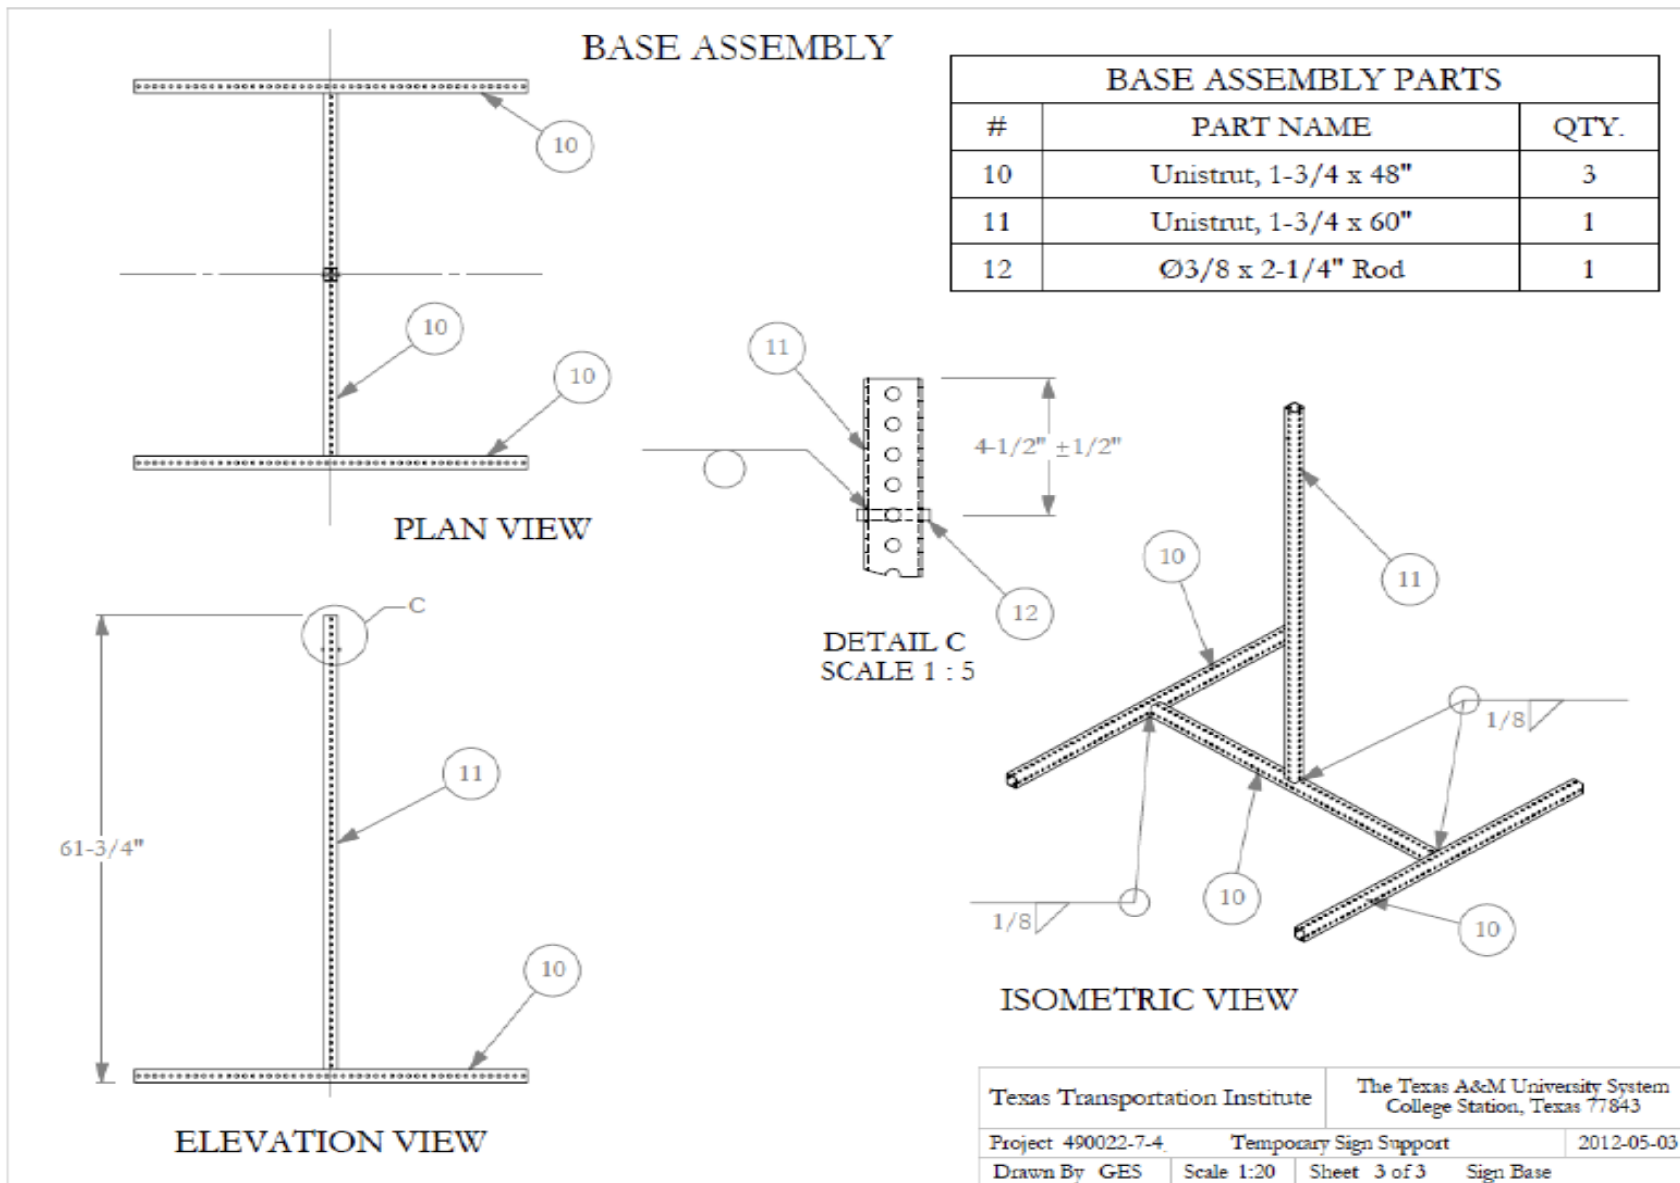 BASE ASSEMBLY
BASE ASSEMBLY PARTS
# PART NAME QTY.
10 Unistrut, 1-3/4 x 48" 3
11 Unistrut, 1-3/4 x 60" 1
12 Ø3/8 x 2-1/4" Rod 1
10
10
10
PLAN VIEW
11
4-1/2" ±1/2"
12
DETAIL C
SCALE 1 : 5
C
61-3/4"
11
10
ELEVATION VIEW
10
11
1/8
10
1/8
10
ISOMETRIC VIEW
Texas Transportation Institute
The Texas A&M University System
College Station, Texas 77843
Project 490022-7-4 Temporary Sign Support 2012-05-03
Drawn By GES Scale 1:20 Sheet 3 of 3 Sign Base